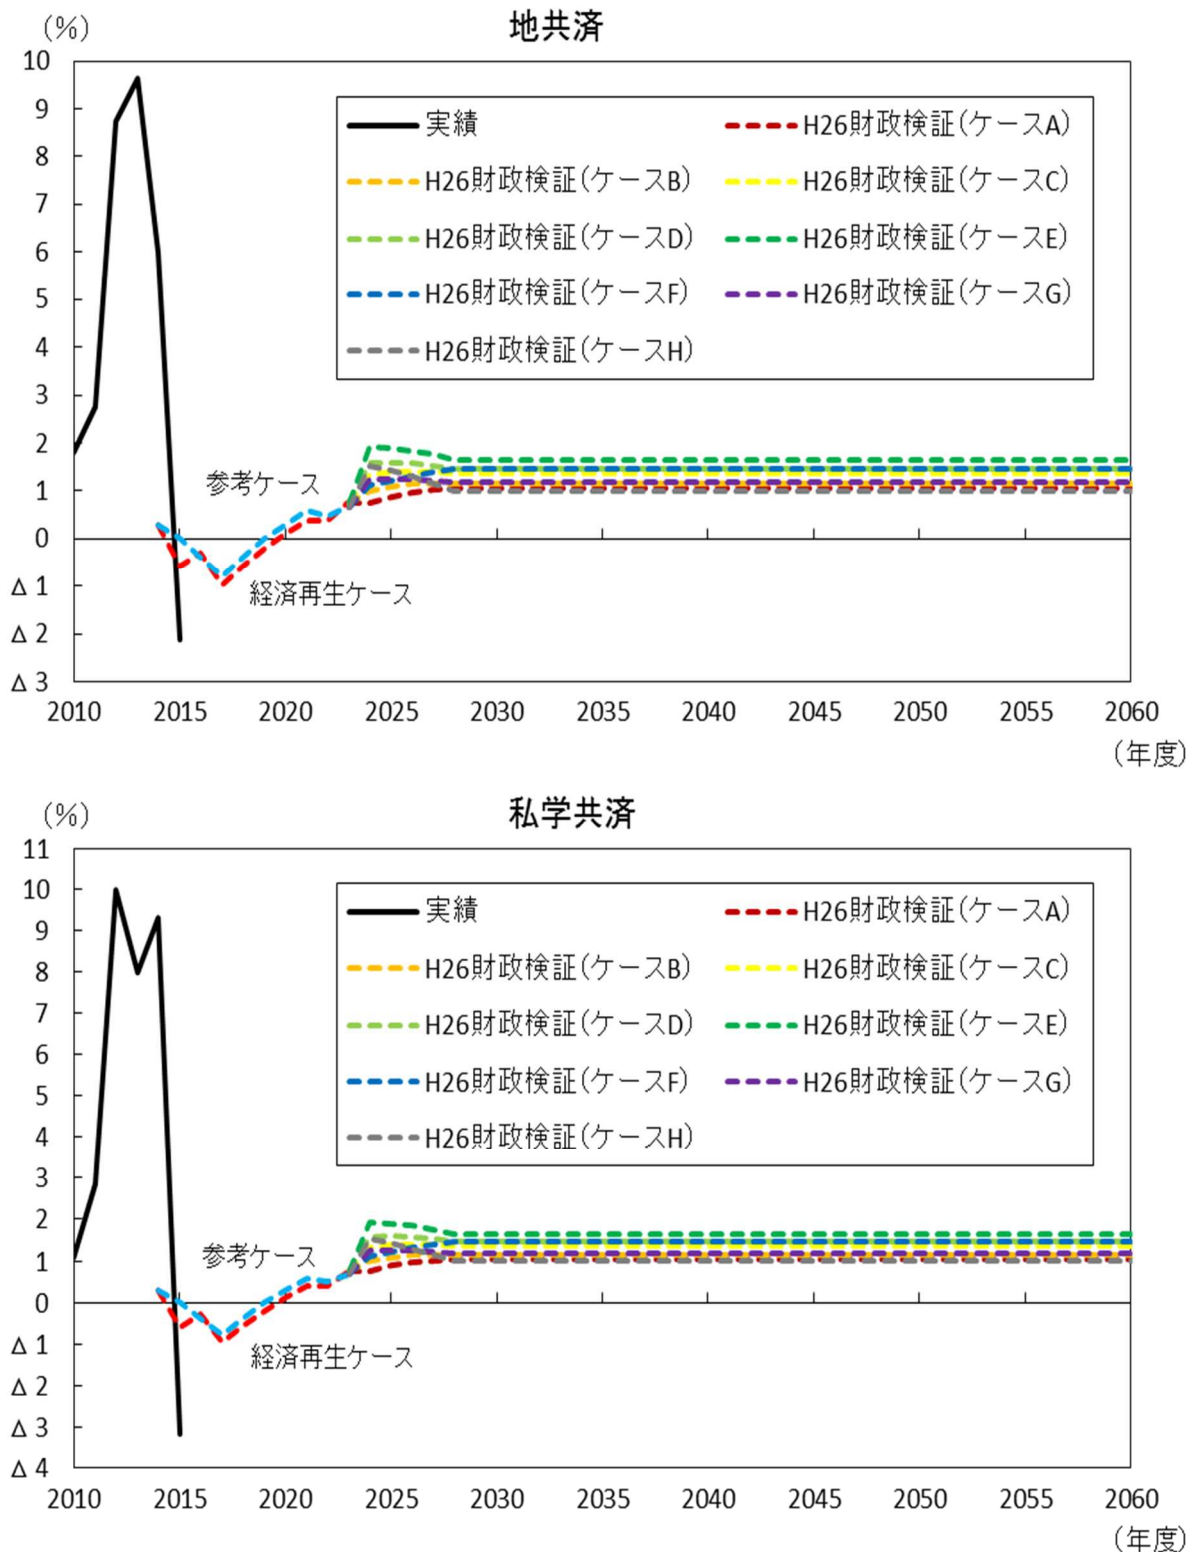 地共済
(%)
10
9
8
7
6
5
4
3
2
1
0
Δ 1
Δ 2
Δ 3
実績
H26財政検証(ケースA)
H26財政検証(ケースB)
H26財政検証(ケースC)
H26財政検証(ケースD)
H26財政検証(ケースE)
H26財政検証(ケースF)
H26財政検証(ケースG)
H26財政検証(ケースH)
参考ケース
経済再生ケース
2010 2015 2020 2025 2030 2035 2040 2045 2050 2055 2060
(年度)
私学共済
(%)
11
10
9
8
7
6
5
4
3
2
1
0
Δ 1
Δ 2
Δ 3
Δ 4
実績
H26財政検証(ケースA)
H26財政検証(ケースB)
H26財政検証(ケースC)
H26財政検証(ケースD)
H26財政検証(ケースE)
H26財政検証(ケースF)
H26財政検証(ケースG)
H26財政検証(ケースH)
参考ケース
経済再生ケース
2010 2015 2020 2025 2030 2035 2040 2045 2050 2055 2060
(年度)